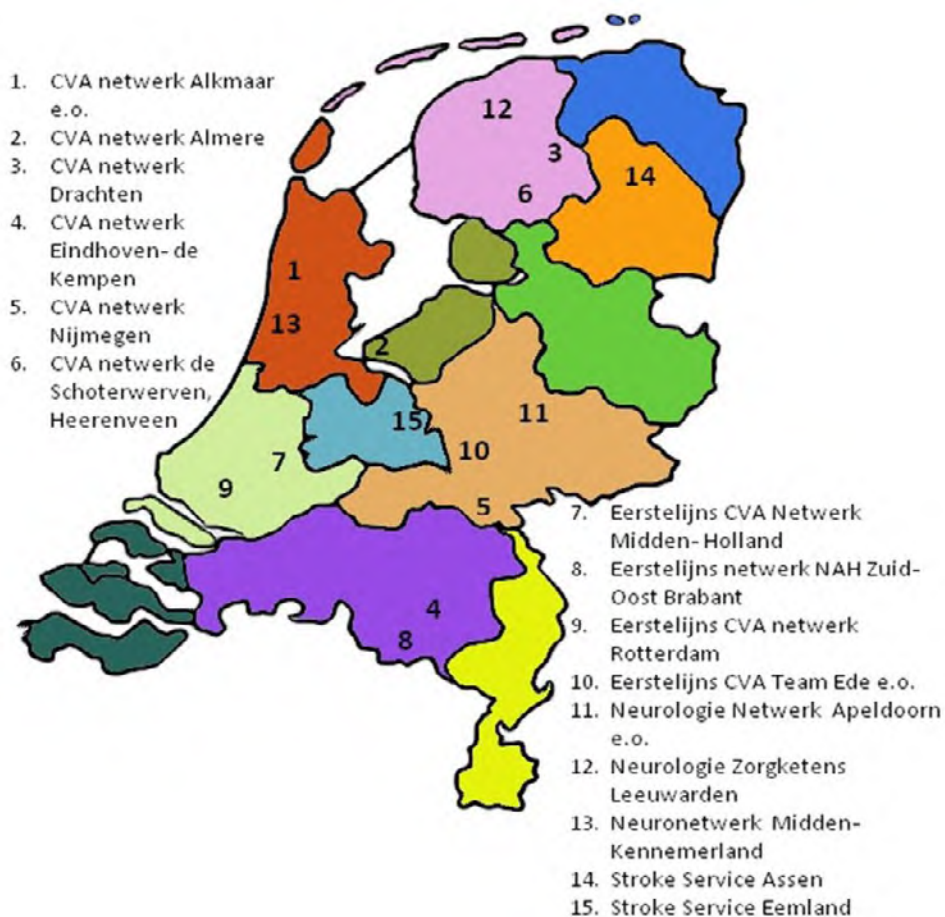 1. CVA netwerk Alkmaar
e.o.
2. CVA netwerk Almere
3. CVA netwerk
Drachten
4. CVA netwerk
Eindhoven- de
Kempen
5. CVA netwerk
Nijmegen
6. CVA netwerk de
Schoterwerven,
Heerenveen
12
3
6
14
1
13
2
15
11
10
7
9
5
4
8
7. Eerstelijns CVA Netwerk
Midden- Holland
8. Eerstelijns netwerk NAH Zuid-
Oost Brabant
9. Eerstelijns CVA netwerk
Rotterdam
10. Eerstelijns CVA Team Ede e.o.
11. Neurologie Netwerk Apeldoorn
e.o.
12. Neurologie Zorgketens
Leeuwarden
13. Neuronetwerk Midden-
Kennemerland
14. Stroke Service Assen
15. Stroke Service Eemland